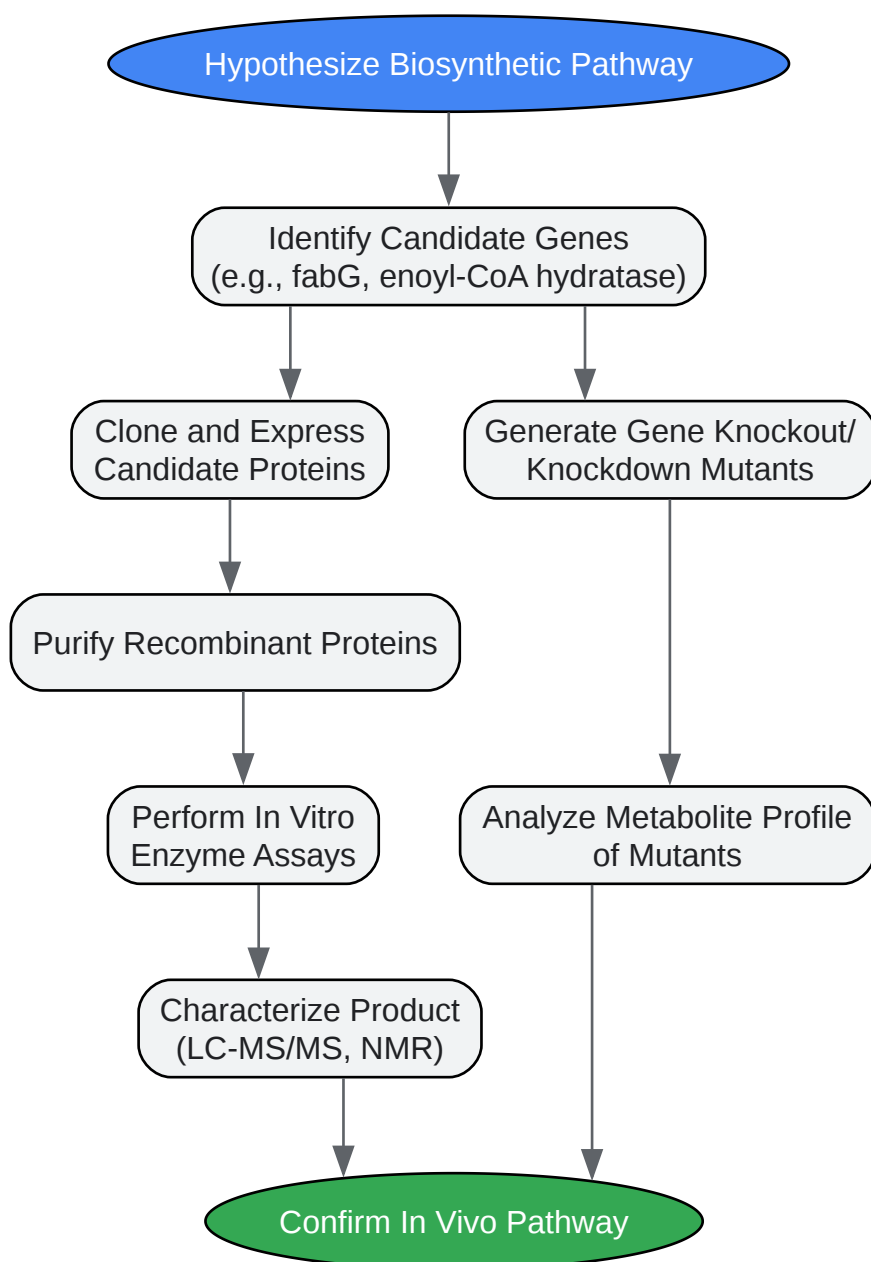 Hypothesize Biosynthetic Pathway
Identify Candidate Genes
(e.g., fabG, enoyl-CoA hydratase)
Clone and Express
Candidate Proteins
Generate Gene Knockout/
Knockdown Mutants
Purify Recombinant Proteins
Perform In Vitro
Enzyme Assays
Analyze Metabolite Profile
of Mutants
Characterize Product
(LC-MS/MS, NMR)
Confirm In Vivo Pathway